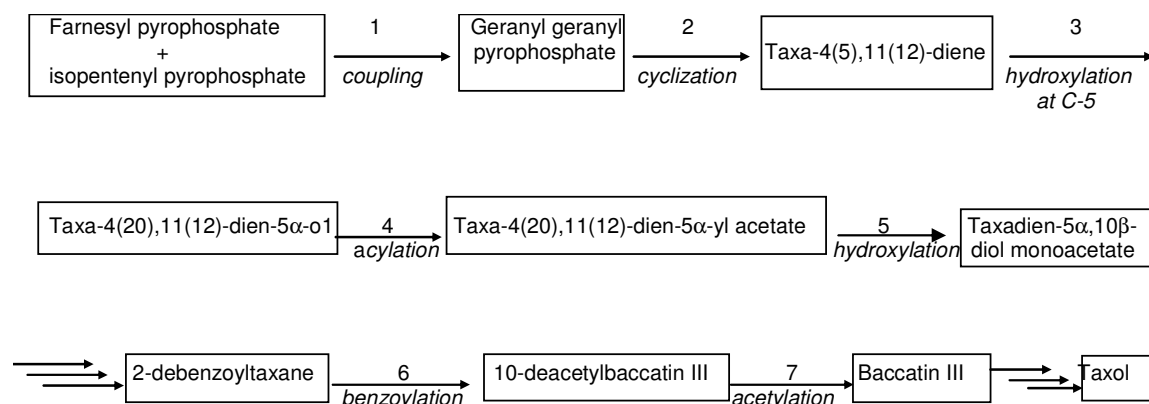 Farnesyl pyrophosphate
+
isopentenyl pyrophosphate
1
coupling
Geranyl geranyl
pyrophosphate
2
cyclization
Taxa-4(5),11(12)-diene
3
hydroxylation
at C-5
Taxa-4(20),11(12)-dien-5α-o1
4
acylation
Taxa-4(20),11(12)-dien-5α-yl acetate
5
hydroxylation
Taxadien-5α,10β-
diol monoacetate
2-debenzoyltaxane
6
benzoylation
10-deacetylbaccatin III
7
acetylation
Baccatin III
Taxol